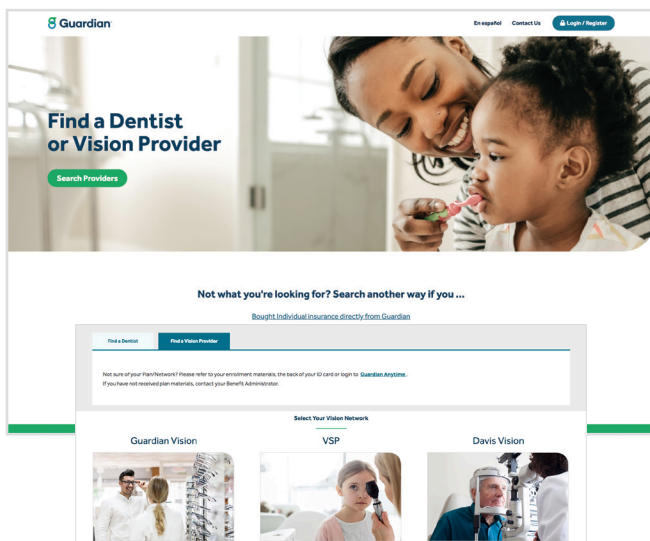 Guardian
En español Contact Us Login / Register
Find a Dentist
or Vision Provider
Search Providers
Not what you're looking for? Search another way if you ...
Bought Individual insurance directly from Guardian
Find a Dentist Find a Vision Provider
Not sure of your Plan/Network? Please refer to your enrollment materials, the back of your ID card or login to Guardian Anytime.
If you have not received plan materials, contact your Benefit Administrator.
Select Your Vision Network
Guardian Vision VSP Davis Vision